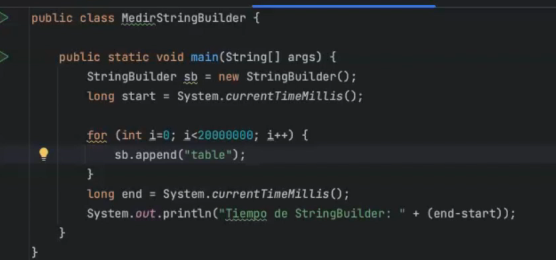 public class MedirStringBuilder {
public static void main(String[] args) {
StringBuilder sb = new StringBuilder();
long start = System.currentTimeMillis();
for (int i=0; i<20000000; i++) {
sb.append("table");
}
long end = System.currentTimeMillis();
System.out.println("Tiempo de StringBuilder: " + (end-start));
}
}